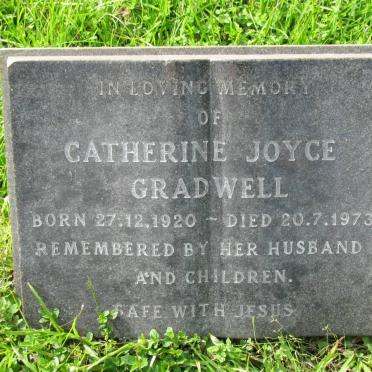 IN LOVING MEMORY
OF
CATHERINE JOYCE
GRADWELL
BORN 27.12.1920 ~ DIED 20.7.1973
REMEMBERED BY HER HUSBAND
AND CHILDREN.
SAFE WITH JESUS